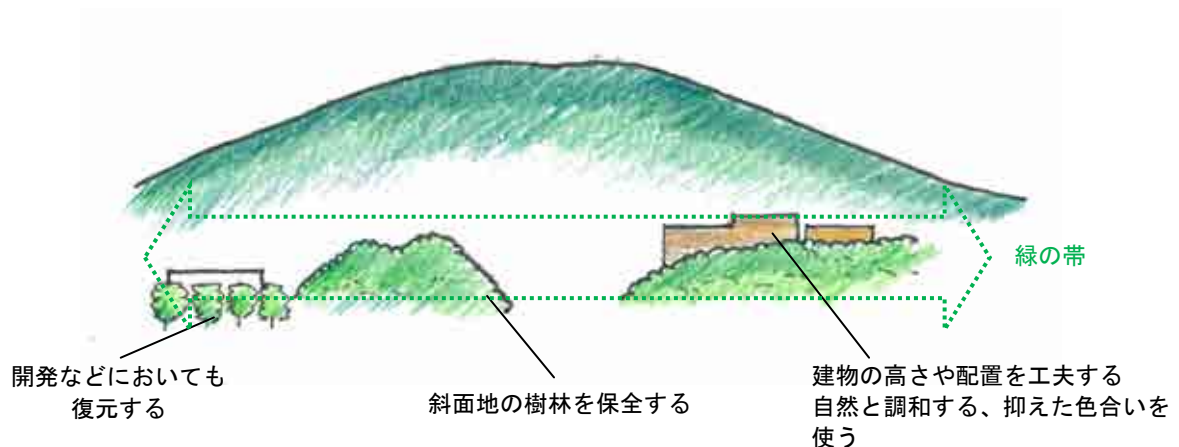 緑の帯
開発などにおいても
復元する
斜面地の樹林を保全する
建物の高さや配置を工夫する
自然と調和する、抑えた色合いを
使う